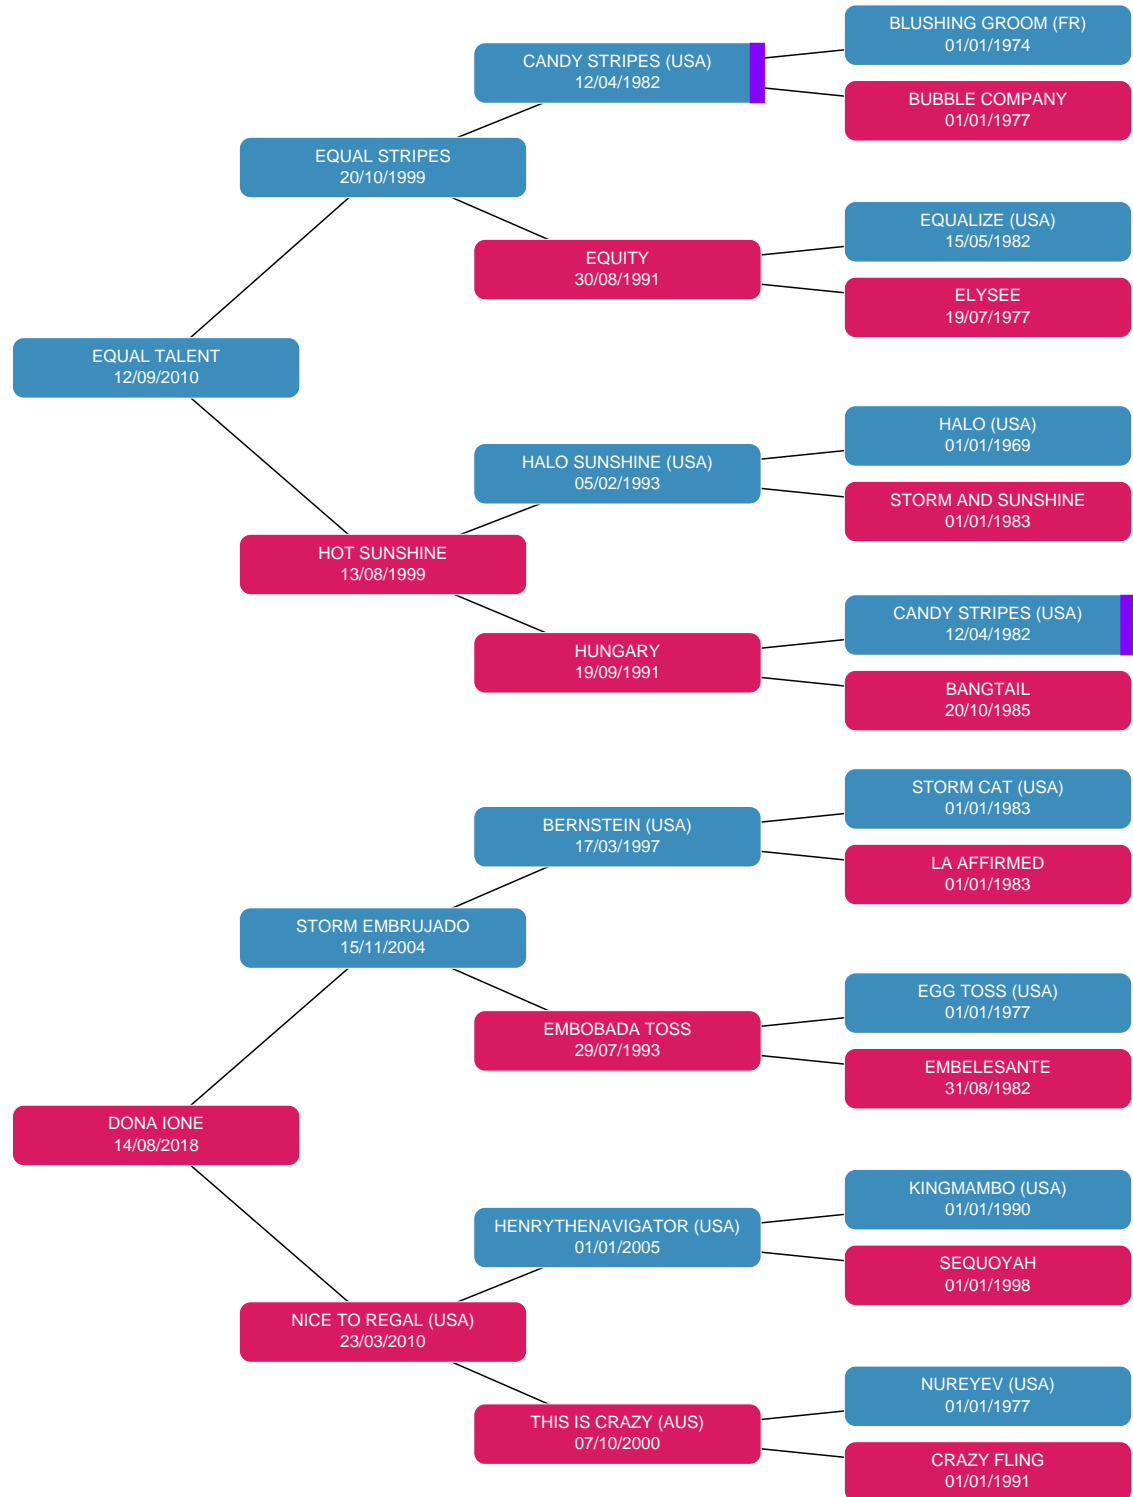 BLUSHING GROOM (FR)
01/01/1974
CANDY STRIPES (USA)
12/04/1982
BUBBLE COMPANY
01/01/1977
EQUAL STRIPES
20/10/1999
EQUALIZE (USA)
15/05/1982
EQUITY
30/08/1991
ELYSEE
19/07/1977
EQUAL TALENT
12/09/2010
HALO (USA)
01/01/1969
HALO SUNSHINE (USA)
05/02/1993
STORM AND SUNSHINE
01/01/1983
HOT SUNSHINE
13/08/1999
CANDY STRIPES (USA)
12/04/1982
HUNGARY
19/09/1991
BANGTAIL
20/10/1985
STORM CAT (USA)
01/01/1983
BERNSTEIN (USA)
17/03/1997
LA AFFIRMED
01/01/1983
STORM EMBRUJADO
15/11/2004
EGG TOSS (USA)
01/01/1977
EMBOBADA TOSS
29/07/1993
EMBELESANTE
31/08/1982
DONA IONE
14/08/2018
KINGMAMBO (USA)
01/01/1990
HENRYTHENAVIGATOR (USA)
01/01/2005
SEQUOYAH
01/01/1998
NICE TO REGAL (USA)
23/03/2010
NUREYEV (USA)
01/01/1977
THIS IS CRAZY (AUS)
07/10/2000
CRAZY FLING
01/01/1991